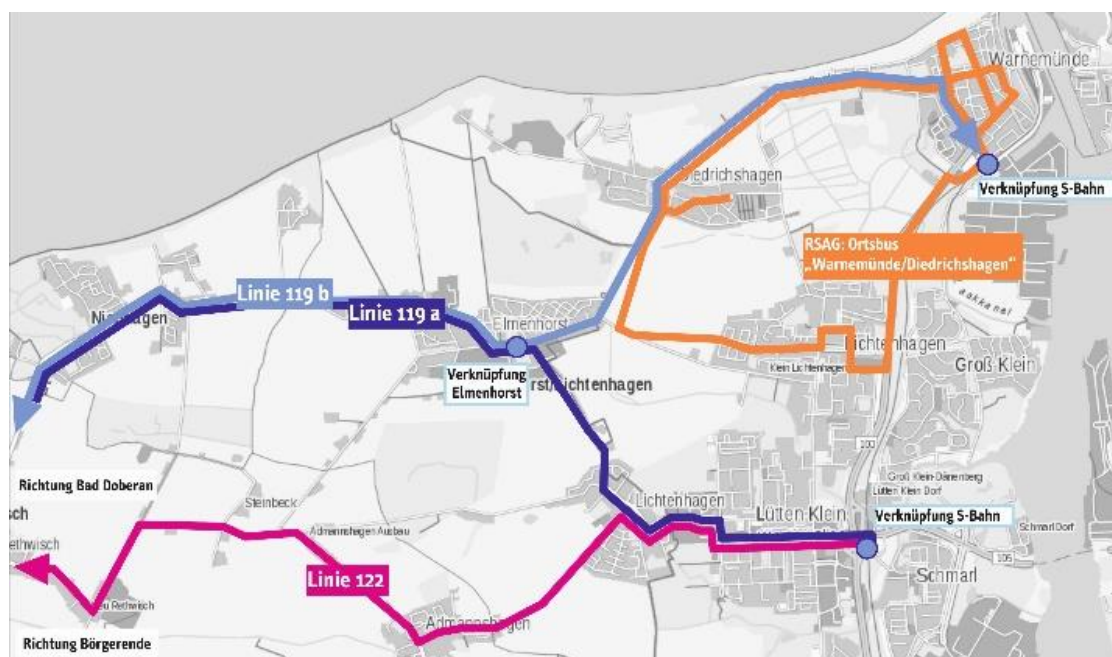 Warnemünde
Verknüpfung S-Bahn
Diedrichshagen
RSAG: Ortsbus
„Warnemünde/Diedrichshagen“
Linie 119 b
Linie 119 a
Elmenhorst
Lichtenhagen
Klein Lichtenhagen
Groß Klein
Verknüpfung
Elmenhorst
100
Richtung Bad Doberan
Steinbeck
Admannshagen Ausbau
Lichtenhagen
Lütten Klein
Groß Klein-Dänenberg
Lütten Klein Dorf
Verknüpfung S-Bahn
Schmarl Dorf
105
Schmarl
Linie 122
Admannshagen
Richtung Börgerende